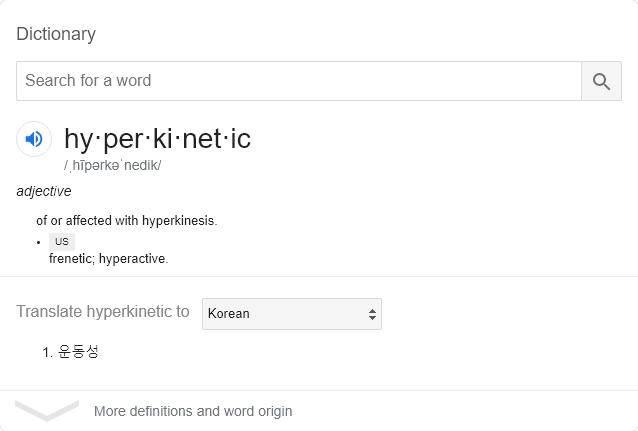 Dictionary
Search for a word
hy·per·ki·net·ic
/ˌhīpərkəˈnedik/
adjective
of or affected with hyperkinesis.
• US
frenetic; hyperactive.
Translate hyperkinetic to Korean
1. 운동성
More definitions and word origin